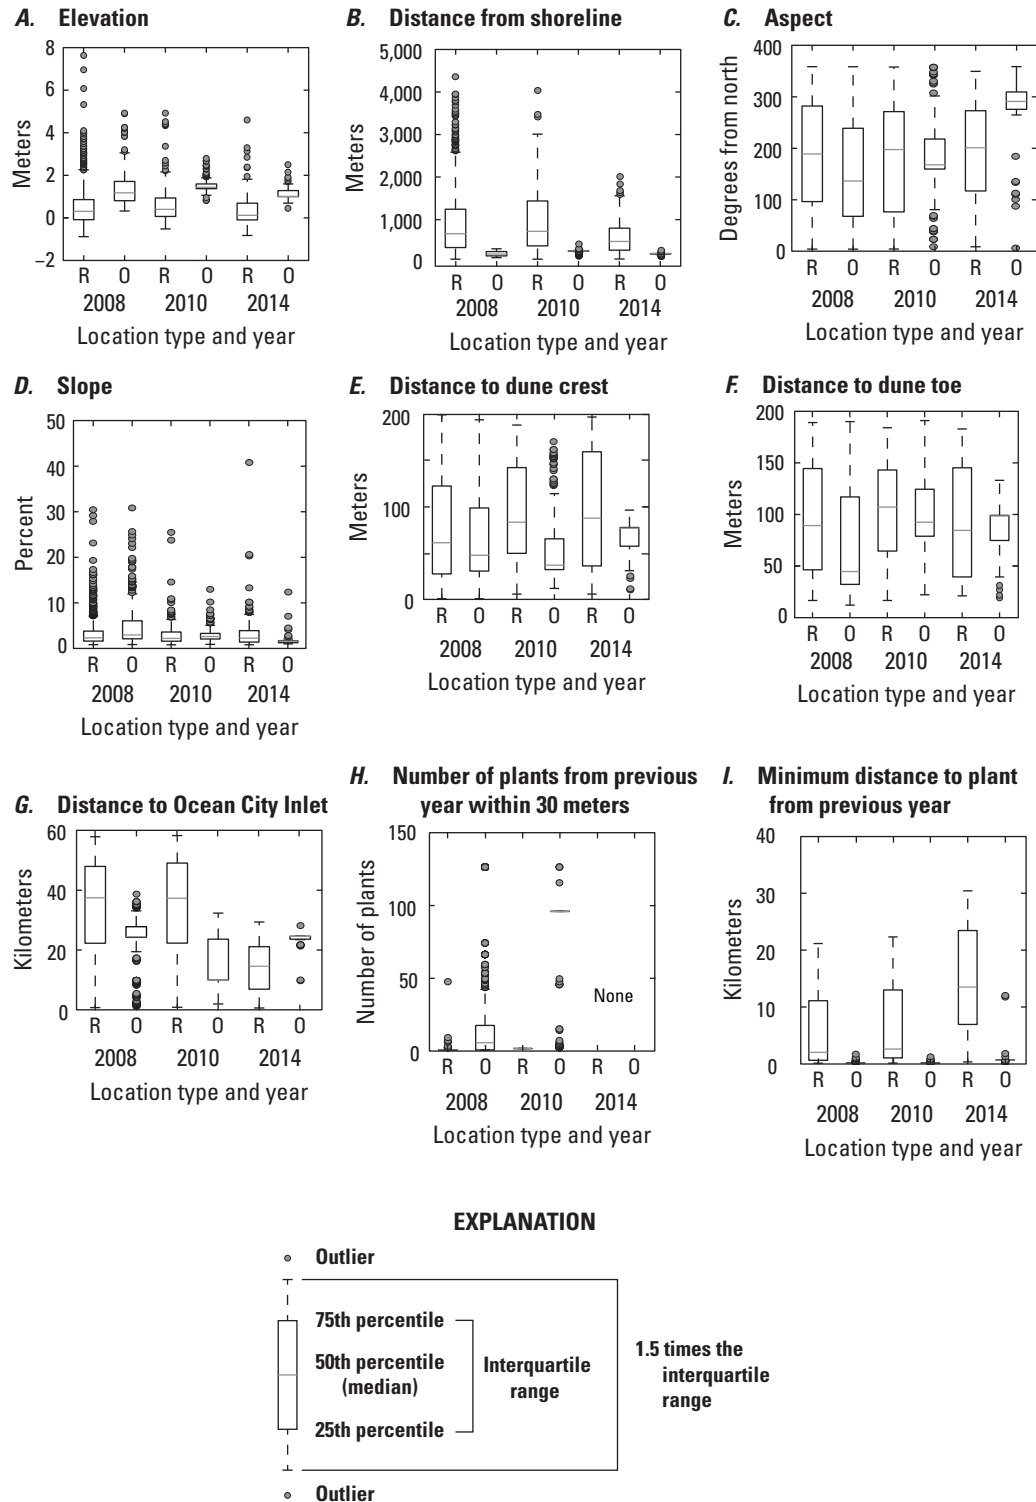 A. Elevation
8
6
4
2
0
−2
Meters
R O R O R O
2008 2010 2014
Location type and year
B. Distance from shoreline
5,000
4,000
3,000
2,000
1,000
0
Meters
R O R O R O
2008 2010 2014
Location type and year
C. Aspect
400
300
200
100
0
Degrees from north
R O R O R O
2008 2010 2014
Location type and year
D. Slope
50
40
30
20
10
0
Percent
R O R O R O
2008 2010 2014
Location type and year
E. Distance to dune crest
200
100
0
Meters
R O R O R O
2008 2010 2014
Location type and year
F. Distance to dune toe
200
150
100
50
0
Meters
R O R O R O
2008 2010 2014
Location type and year
G. Distance to Ocean City Inlet
60
40
20
0
Kilometers
R O R O R O
2008 2010 2014
Location type and year
H. Number of plants from previous
year within 30 meters
150
100
50
0
Number of plants
None
R O R O R O
2008 2010 2014
Location type and year
I. Minimum distance to plant
from previous year
40
30
20
10
0
Kilometers
R O R O R O
2008 2010 2014
Location type and year
EXPLANATION
Outlier
75th percentile
50th percentile
(median)
25th percentile
Interquartile
range
1.5 times the
interquartile
range
Outlier